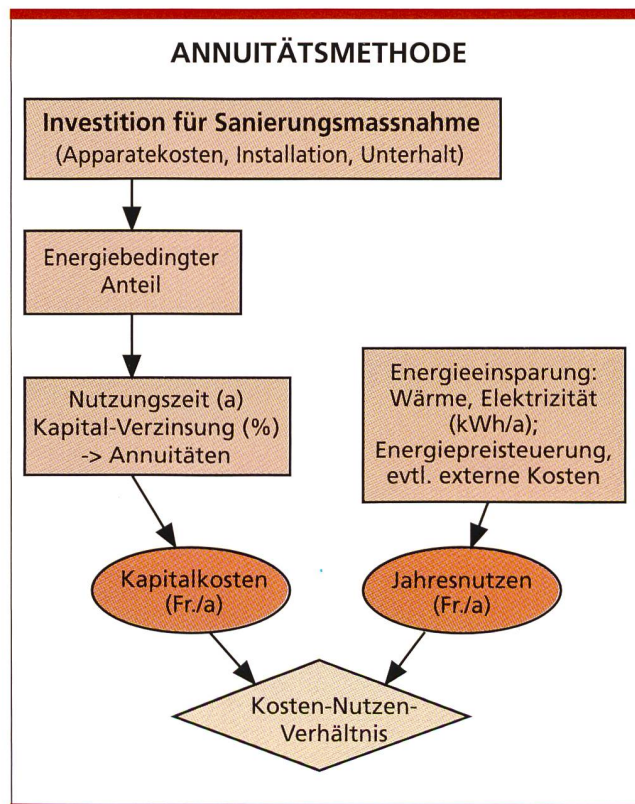 ANNUITÄTSMETHODE
Investition für Sanierungsmassnahme
(Apparatekosten, Installation, Unterhalt)
Energiebedingter
Anteil
Nutzungszeit (a)
Kapital-Verzinsung (%)
-> Annuitäten
Energieeinsparung:
Wärme, Elektrizität
(kWh/a);
Energiepreisteuerung,
evtl. externe Kosten
Kapitalkosten
(Fr./a)
Jahresnutzen
(Fr./a)
Kosten-Nutzen-
Verhältnis